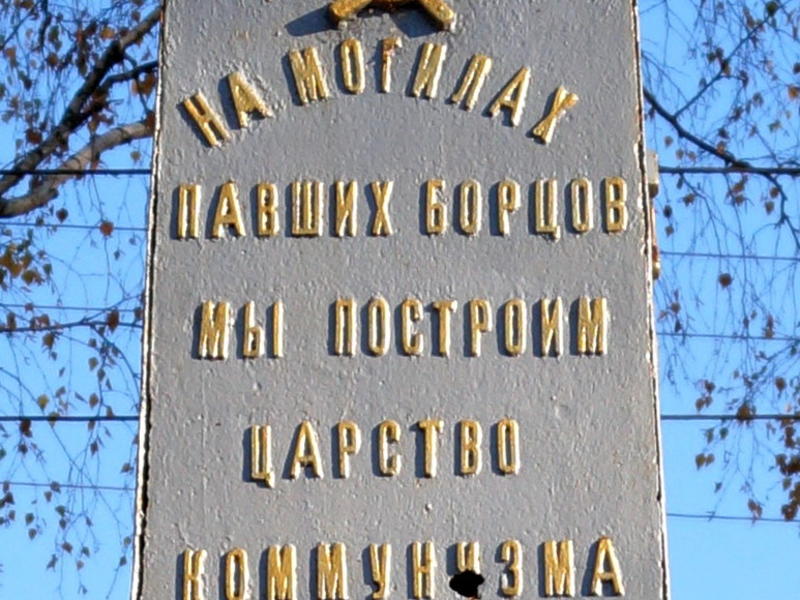 НА МОГИЛАХ
ПАВШИХ БОРЦОВ
МЫ ПОСТРОИМ
ЦАРСТВО
КОММУНИЗМА